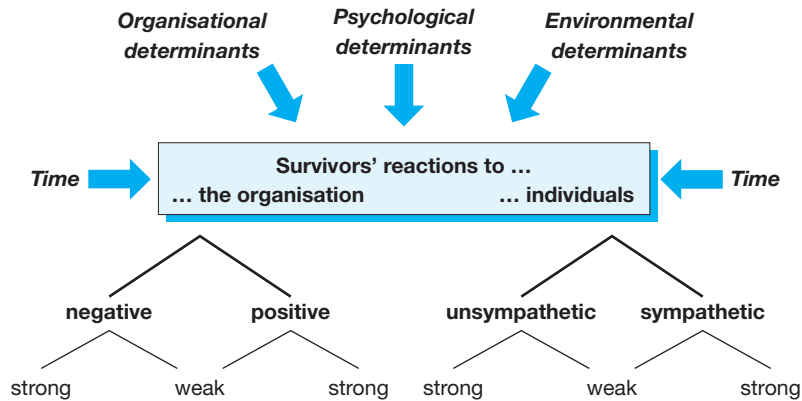 Organisational
determinants
Psychological
determinants
Environmental
determinants
Time
Survivors’ reactions to …
… the organisation
… individuals
Time
negative
positive
unsympathetic
sympathetic
strong
weak
strong
strong
weak
strong